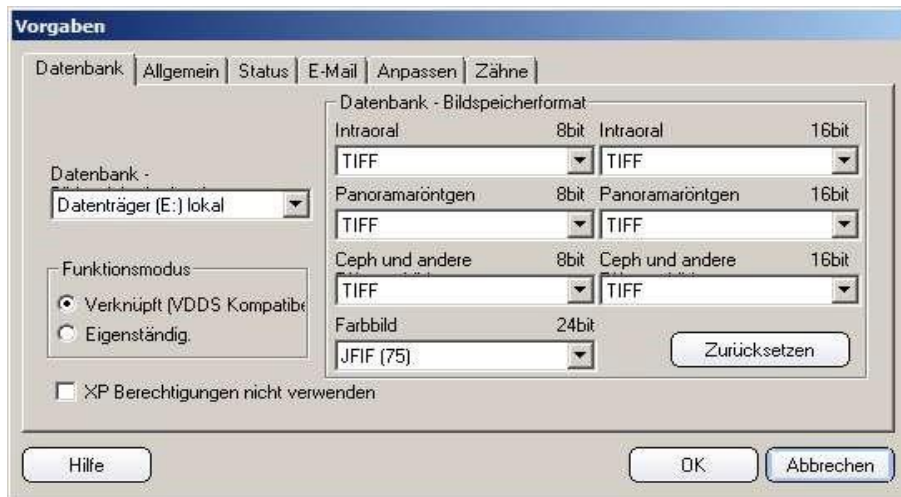 Vorgaben
Datenbank Allgemein Status E-Mail Anpassen Zähne
Datenbank -
Datenträger (E:) lokal
Funktionsmodus
Verknüpft (VDDS Kompatibe
Eigenständig.
XP Berechtigungen nicht verwenden
Datenbank - Bildspeicherformat
Intraoral 8bit Intraoral 16bit
TIFF TIFF
Panoramaröntgen 8bit Panoramaröntgen 16bit
TIFF TIFF
Ceph und andere 8bit Ceph und andere 16bit
TIFF TIFF
Farbbild 24bit
JFIF (75)
Zurücksetzen
Hilfe OK Abbrechen